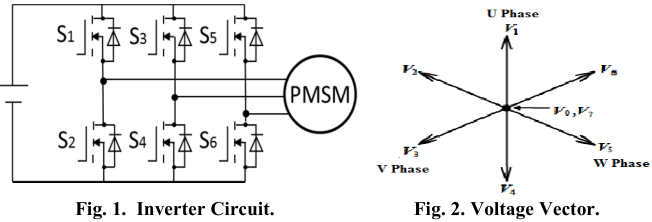 S1 S3 S5
PMSM
S2 S4 S6
Fig. 1. Inverter Circuit.
U Phase
V1
V2
V6
V0, V7
V3
V5
V Phase
W Phase
V4
Fig. 2. Voltage Vector.